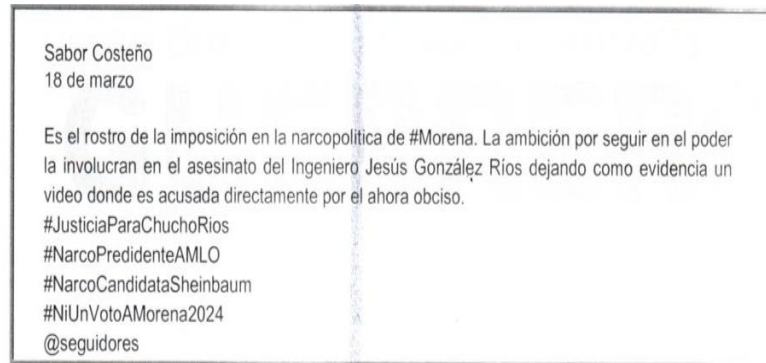 Sabor Costeño
18 de marzo
Es el rostro de la imposición en la narcopolitica de #Morena. La ambición por seguir en el poder
la involucran en el asesinato del Ingeniero Jesús González Ríos dejando como evidencia un
video donde es acusada directamente por el ahora obciso.
#JusticiaParaChuchoRios
#NarcoPredidenteAMLO
#NarcoCandidataSheinbaum
#NiUnVotoAMorena2024
@seguidores